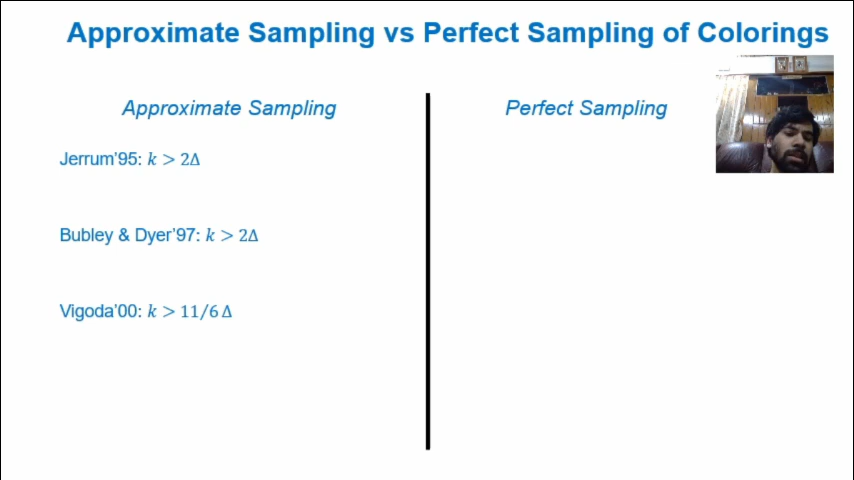 Approximate Sampling vs Perfect Sampling of Colorings
Approximate Sampling
Jerrum'95: k > 2Δ
Bubley & Dyer'97: k > 2Δ
Vigoda'00: k > 11/6 Δ
Perfect Sampling